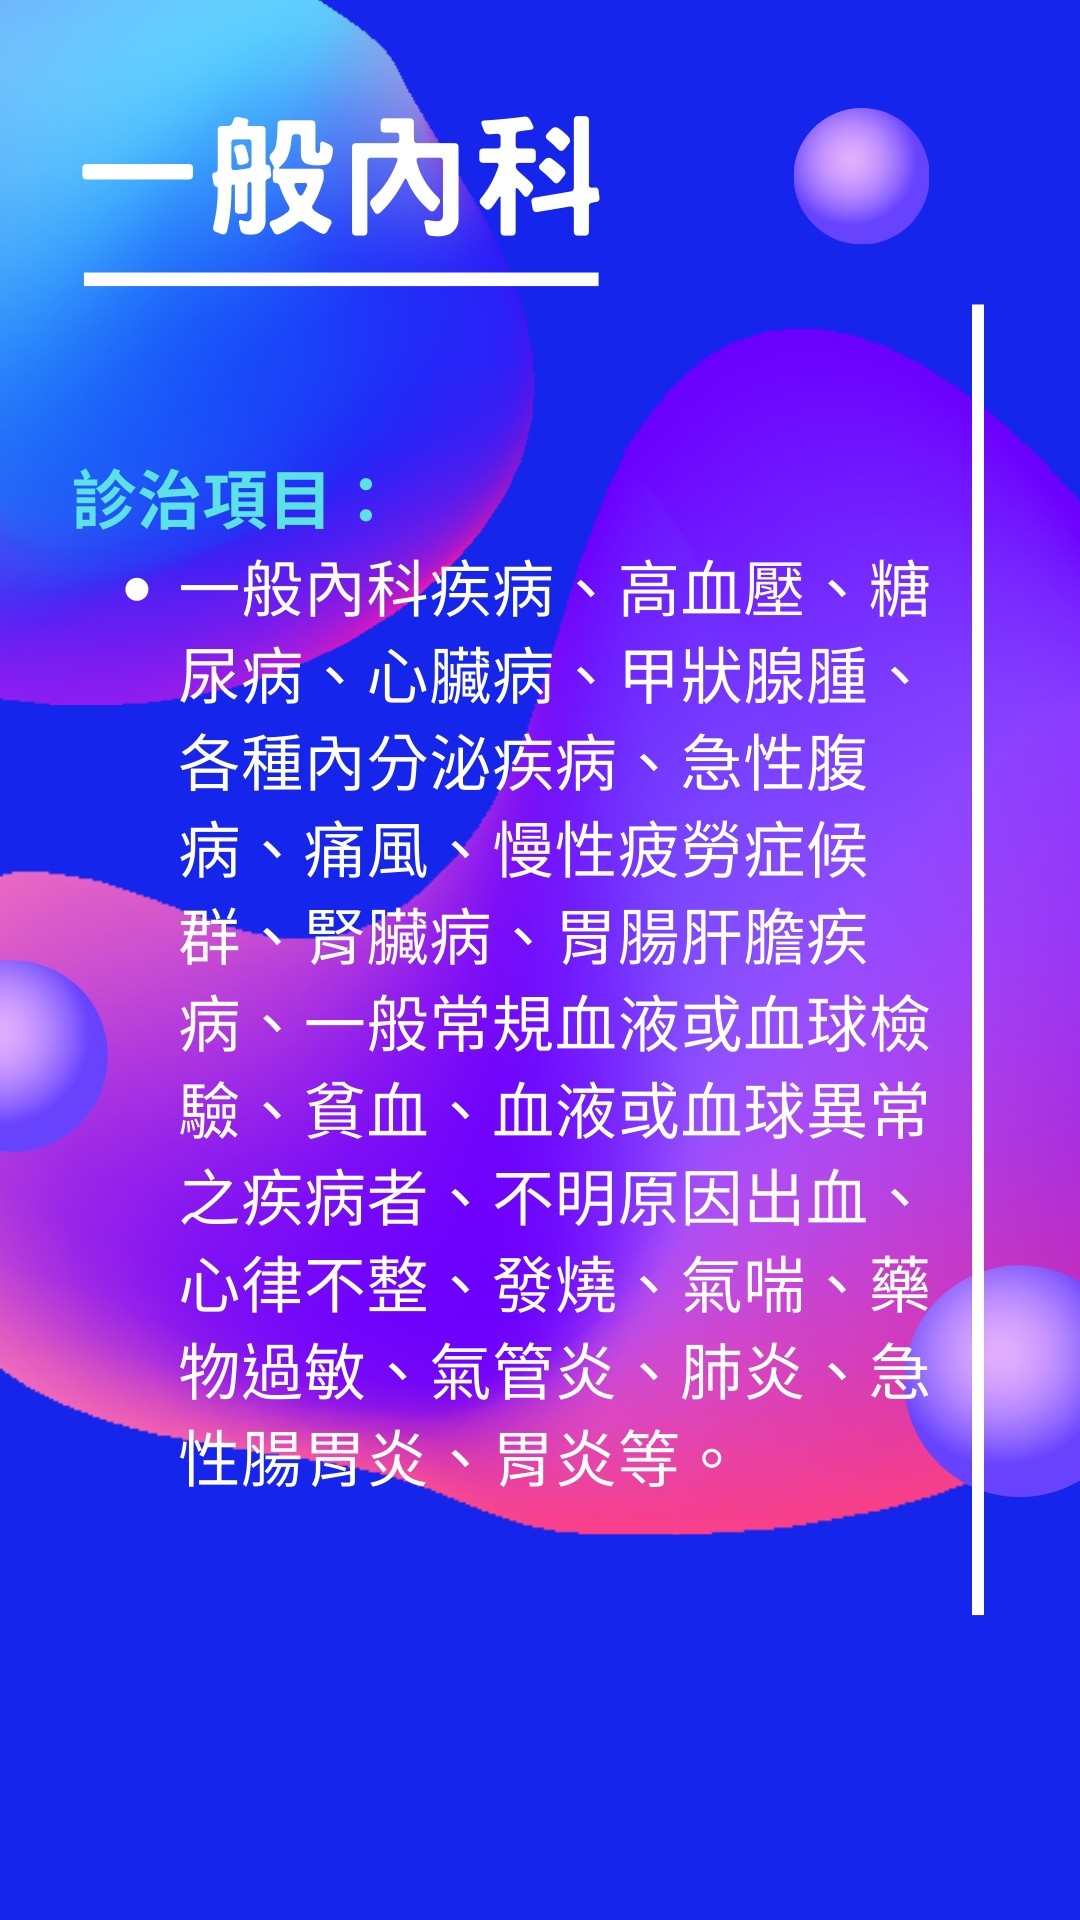 一般內科
診治項目：
• 一般內科疾病、高血壓、糖
尿病、心臟病、甲狀腺腫、
各種內分泌疾病、急性腹
病、痛風、慢性疲勞症候
群、腎臟病、胃腸肝膽疾
病、一般常規血液或血球檢
驗、貧血、血液或血球異常
之疾病者、不明原因出血、
心律不整、發燒、氣喘、藥
物過敏、氣管炎、肺炎、急
性腸胃炎、胃炎等。